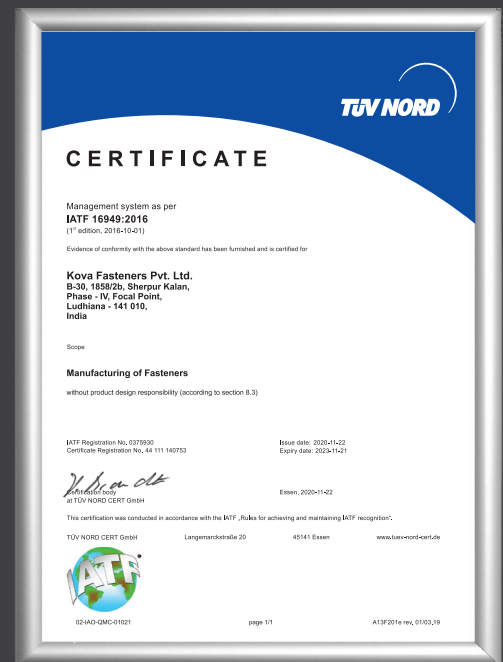 TÜV NORD
CERTIFICATE
Management system as per
IATF 16949:2016
(1st edition, 2016-10-01)
Evidence of conformity with the above standard has been furnished and is certified for
Kova Fasteners Pvt. Ltd.
B-30, 1858/2b, Sherpur Kalan,
Phase - IV, Focal Point,
Ludhiana - 141 010,
India
Scope
Manufacturing of Fasteners
without product design responsibility (according to section 8.3)
IATF Registration No. 0375930
Issue date: 2020-11-22
Certificate Registration No. 44 111 140753
Expiry date: 2023-11-21
Certification body
Essen, 2020-11-22
at TÜV NORD CERT GmbH
This certification was conducted in accordance with the IATF „Rules for achieving and maintaining IATF recognition".
TÜV NORD CERT GmbH Langemarckstraße 20 45141 Essen www.tuev-nord-cert.de
IATF
02-IAO-QMC-01021 page 1/1 A13F201e rev. 01/03.19